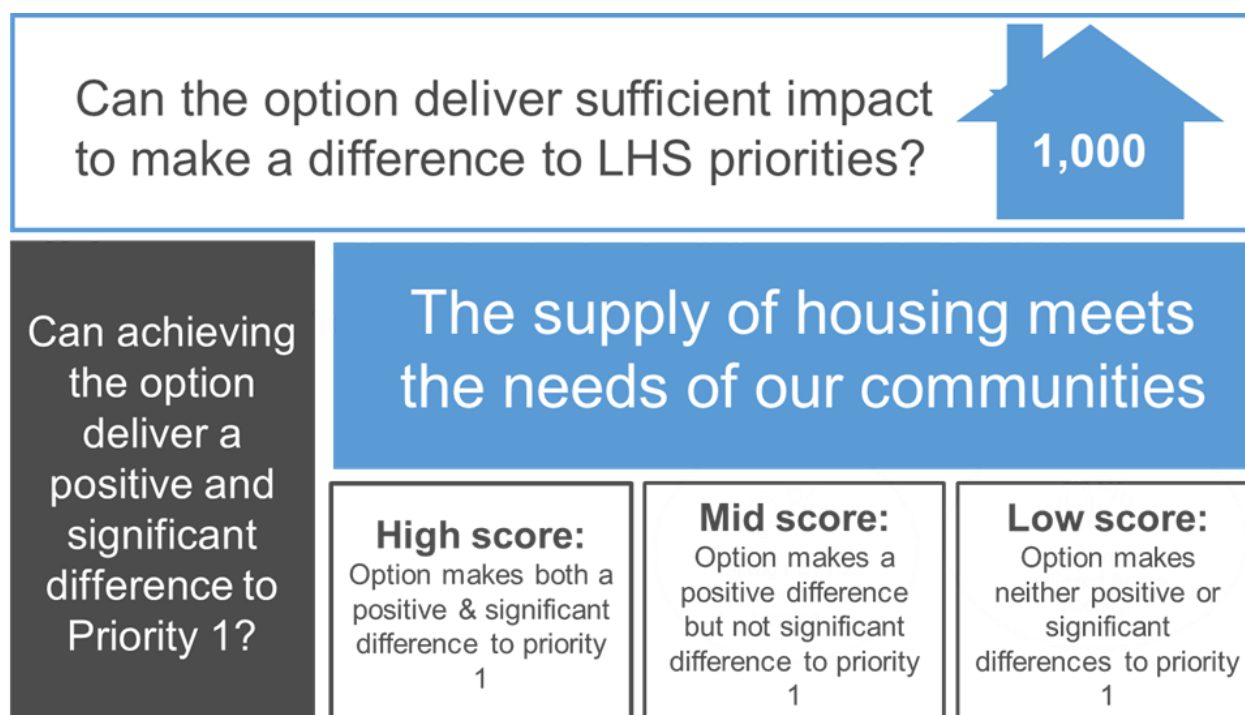 Can the option deliver sufficient impact
to make a difference to LHS priorities?
1,000
Can achieving
the option
deliver a
positive and
significant
difference to
Priority 1?
The supply of housing meets
the needs of our communities
High score:
Option makes both a
positive & significant
difference to priority
1
Mid score:
Option makes a
positive difference
but not significant
difference to priority
1
Low score:
Option makes
neither positive or
significant
differences to priority
1